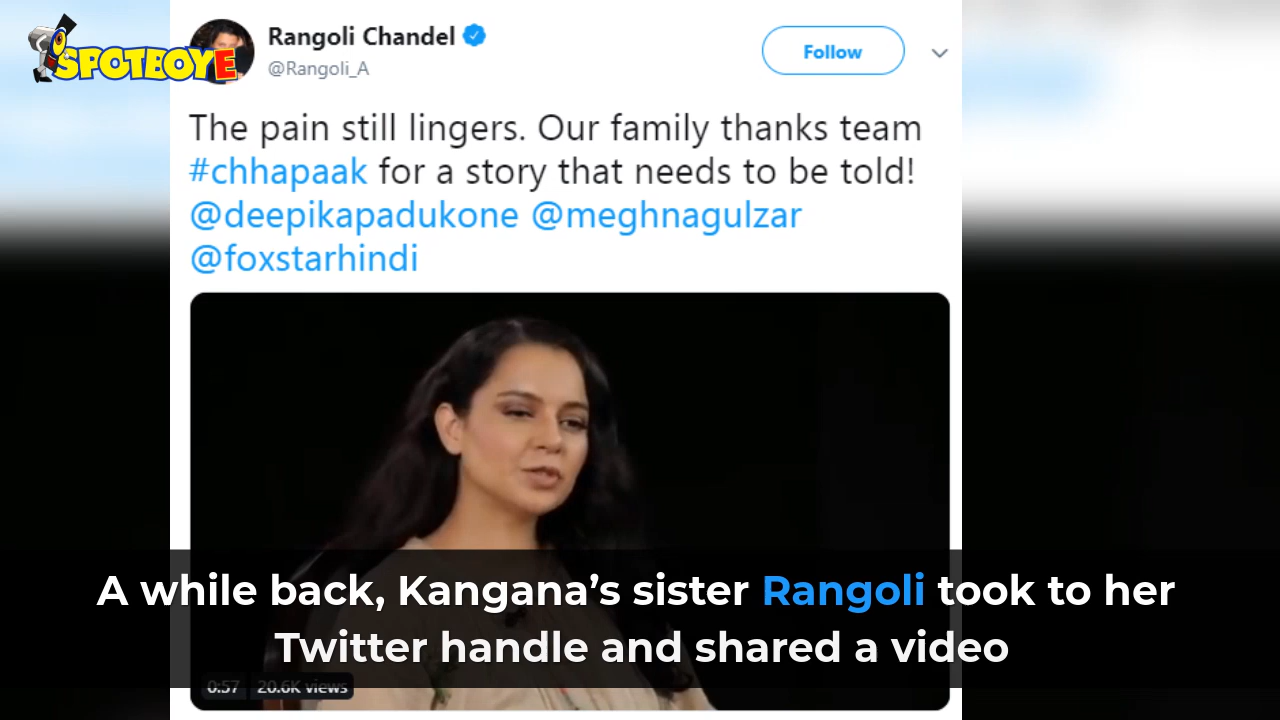 SPOTBOYE
Rangoli Chandel
@Rangoli_A
Follow
The pain still lingers. Our family thanks team
#chhapaak for a story that needs to be told!
@deepikapadukone @meghnagulzar
@foxstarhindi
A while back, Kangana’s sister Rangoli took to her
Twitter handle and shared a video
0:57 20.6K views